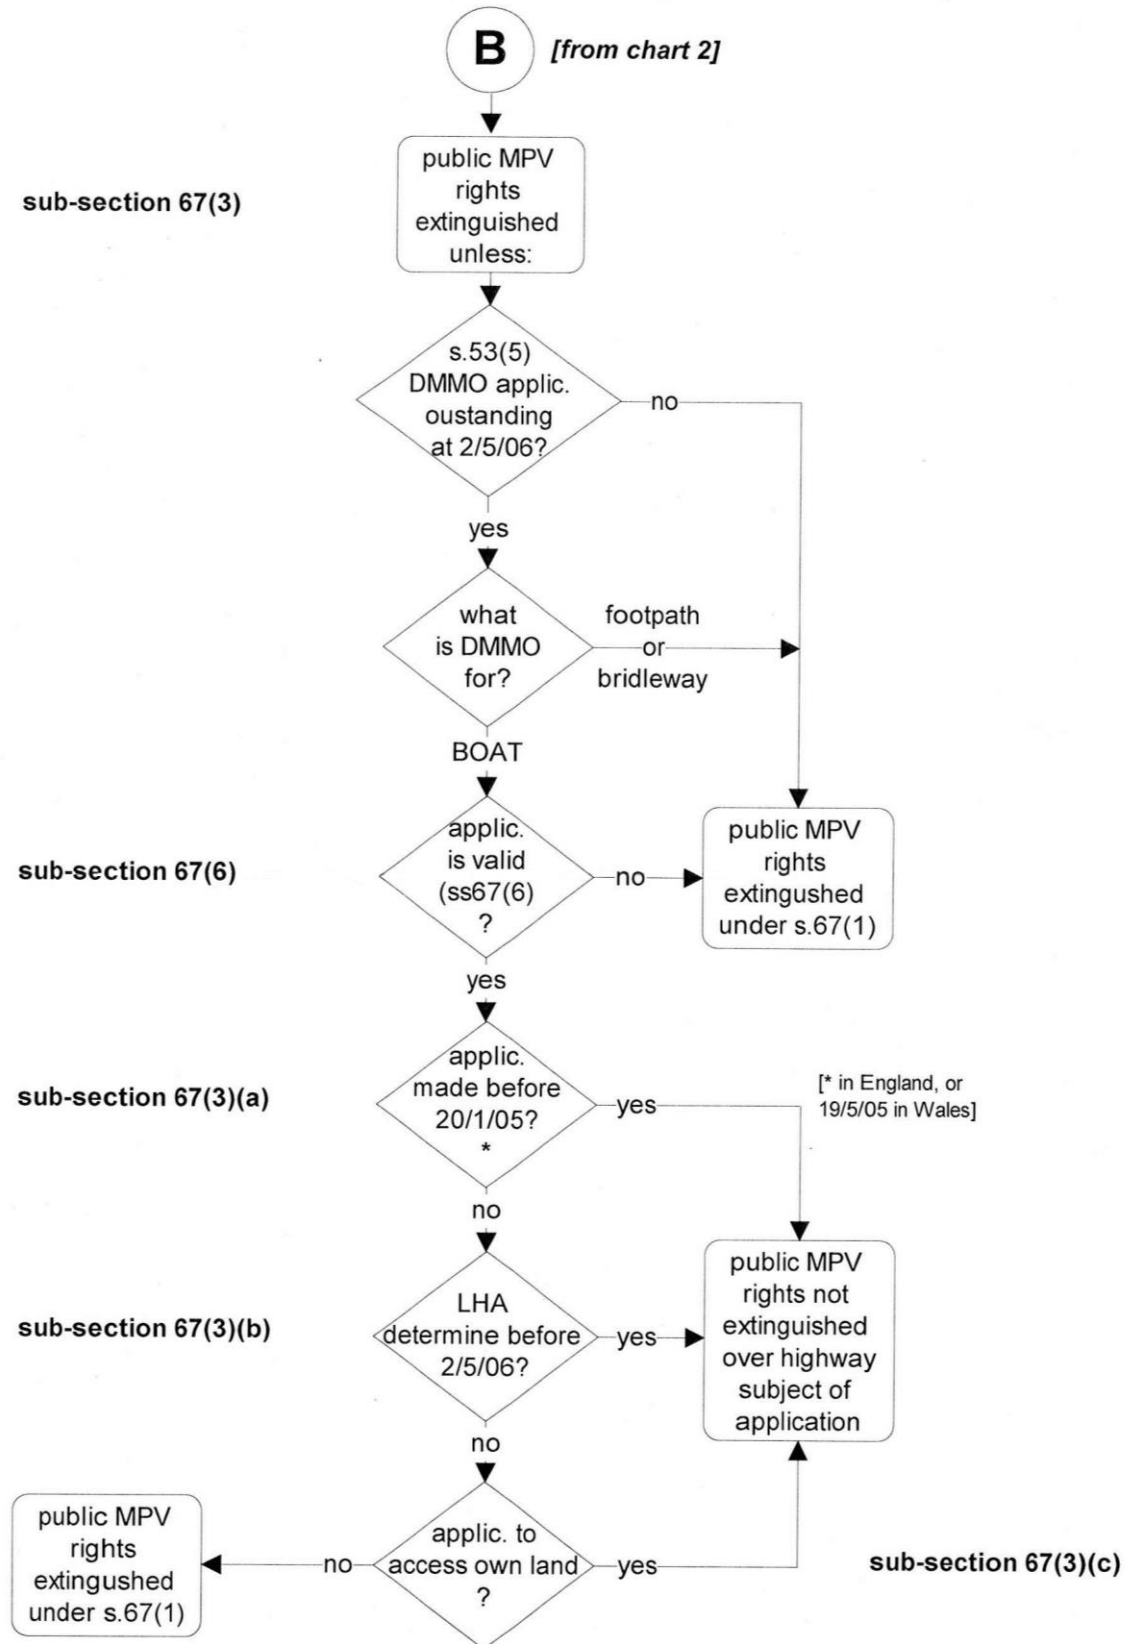 B
[from chart 2]
sub-section 67(3)
public MPV
rights
extinguished
unless:
s.53(5)
DMMO applic.
oustanding
at 2/5/06?
no
yes
what
is DMMO
for?
footpath
or
bridleway
BOAT
sub-section 67(6)
applic.
is valid
(ss67(6)
?
no
public MPV
rights
extingushed
under s.67(1)
yes
sub-section 67(3)(a)
applic.
made before
20/1/05?
*
yes
[* in England, or
19/5/05 in Wales]
no
sub-section 67(3)(b)
LHA
determine before
2/5/06?
yes
public MPV
rights not
extinguished
over highway
subject of
application
no
public MPV
rights
extingushed
under s.67(1)
no
applic. to
access own land
?
yes
sub-section 67(3)(c)